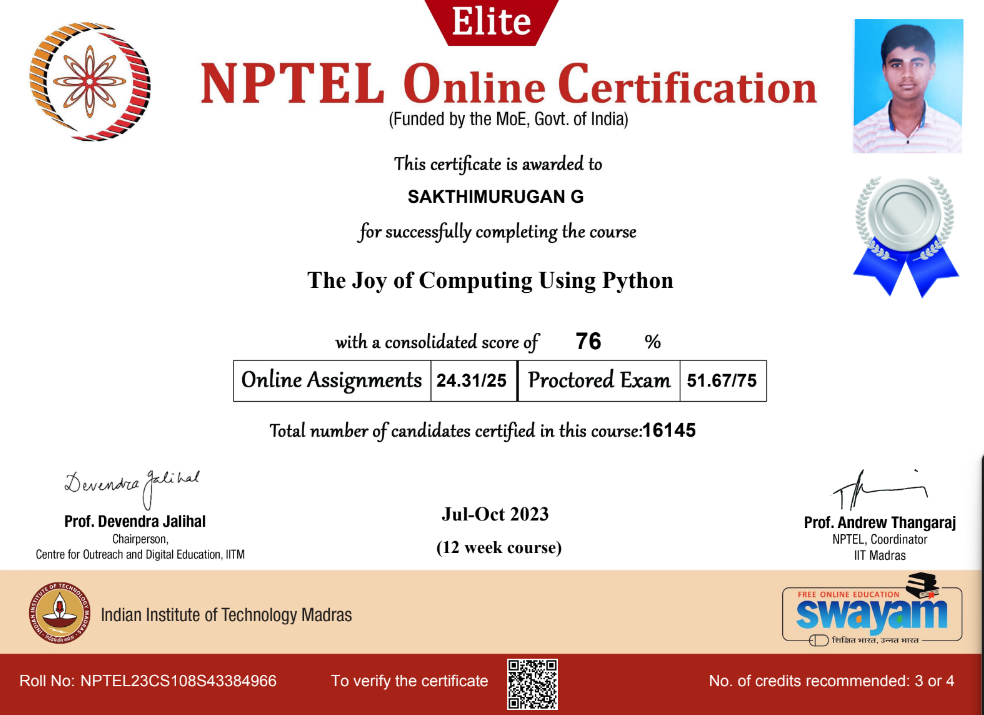 Elite
NPTEL Online Certification
(Funded by the MoE, Govt. of India)
This certificate is awarded to
SAKTHIMURUGAN G
for successfully completing the course
The Joy of Computing Using Python
with a consolidated score of 76 %
Online Assignments 24.31/25 Proctored Exam 51.67/75
Total number of candidates certified in this course:16145
Devendra Jalihal
Prof. Devendra Jalihal
Chairperson,
Centre for Outreach and Digital Education, IITM
Jul-Oct 2023
(12 week course)
Prof. Andrew Thangaraj
NPTEL, Coordinator
IIT Madras
INDIAN INSTITUTE OF TECHNOLOGY MADRAS
Indian Institute of Technology Madras
FREE ONLINE EDUCATION
swayam
शिक्षित भारत, उन्नत भारत
Roll No: NPTEL23CS108S43384966
To verify the certificate
No. of credits recommended: 3 or 4